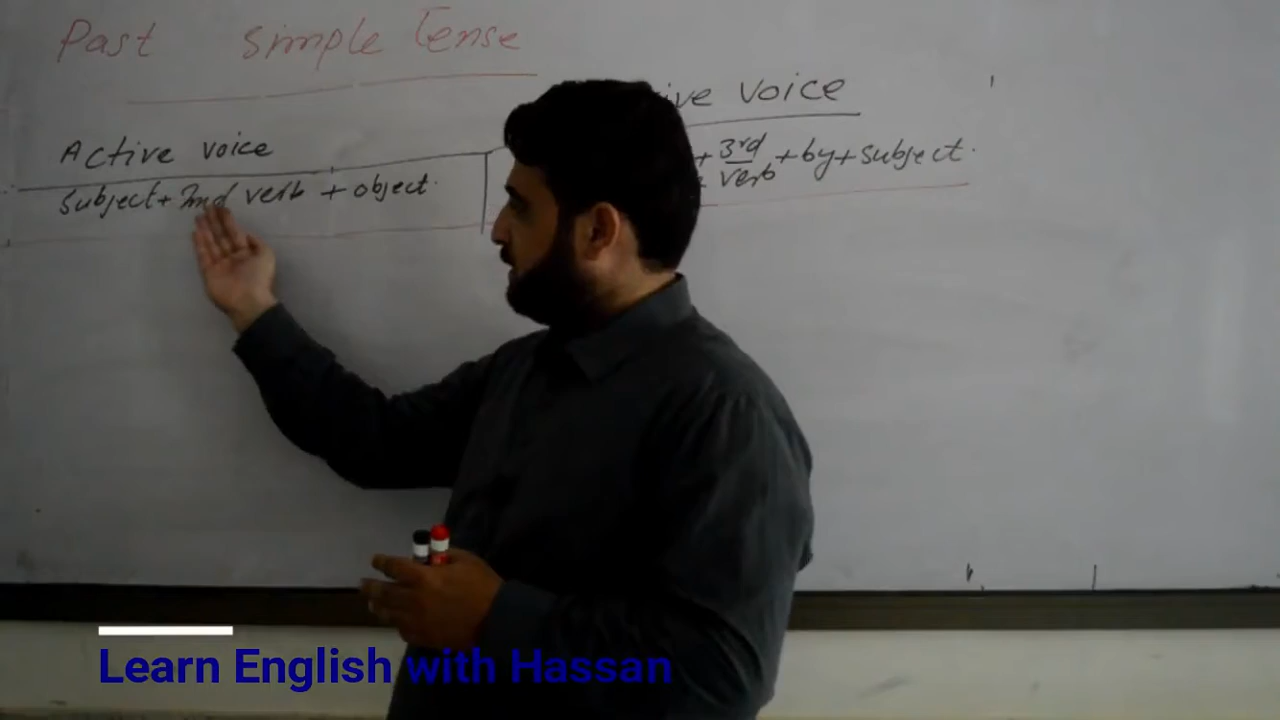 Past simple Tense
ive voice
Active voice
+ 3rd verb + by + subject.
subject + 2nd verb + object.
Learn English with Hassan